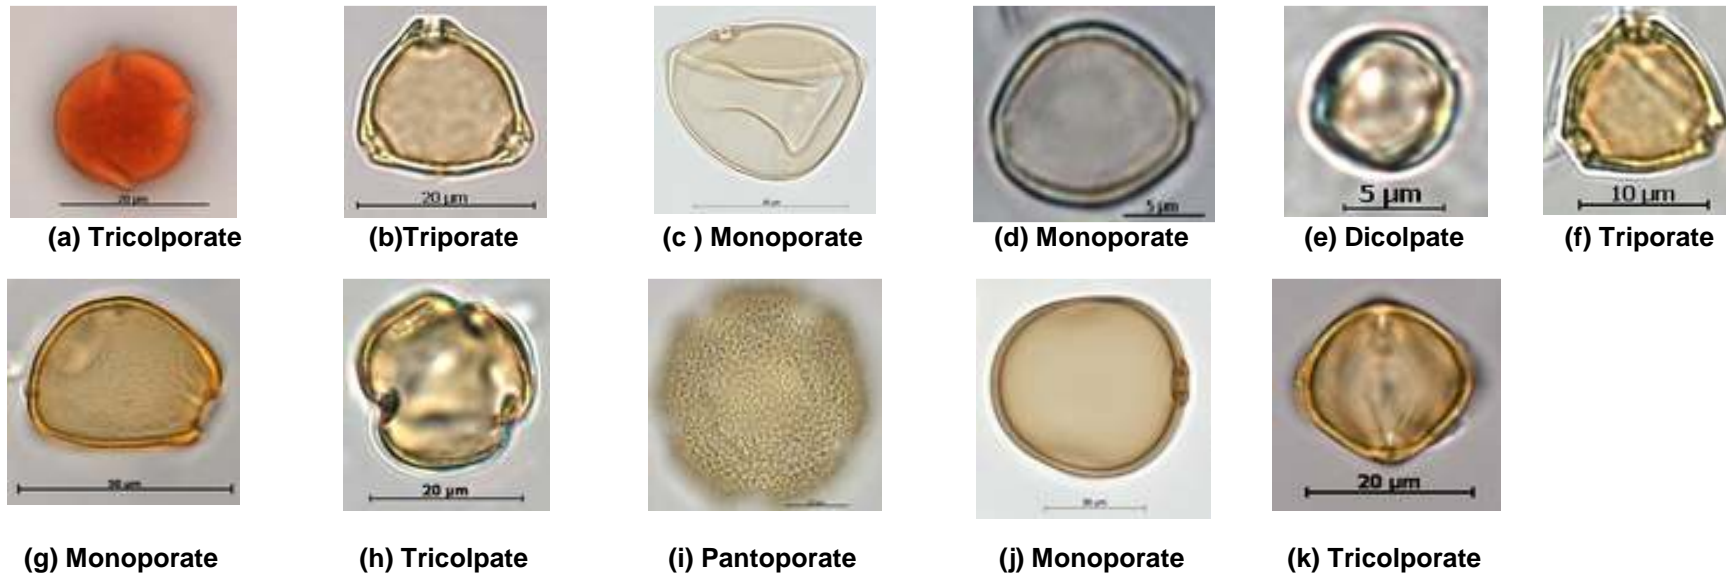 20 µm
20 µm
5 µm
5 µm
10 µm
(a) Tricolporate
(b)Triporate
(c ) Monoporate
(d) Monoporate
(e) Dicolpate
(f) Triporate
20 µm
20 µm
(g) Monoporate
(h) Tricolpate
(i) Pantoporate
(j) Monoporate
(k) Tricolporate